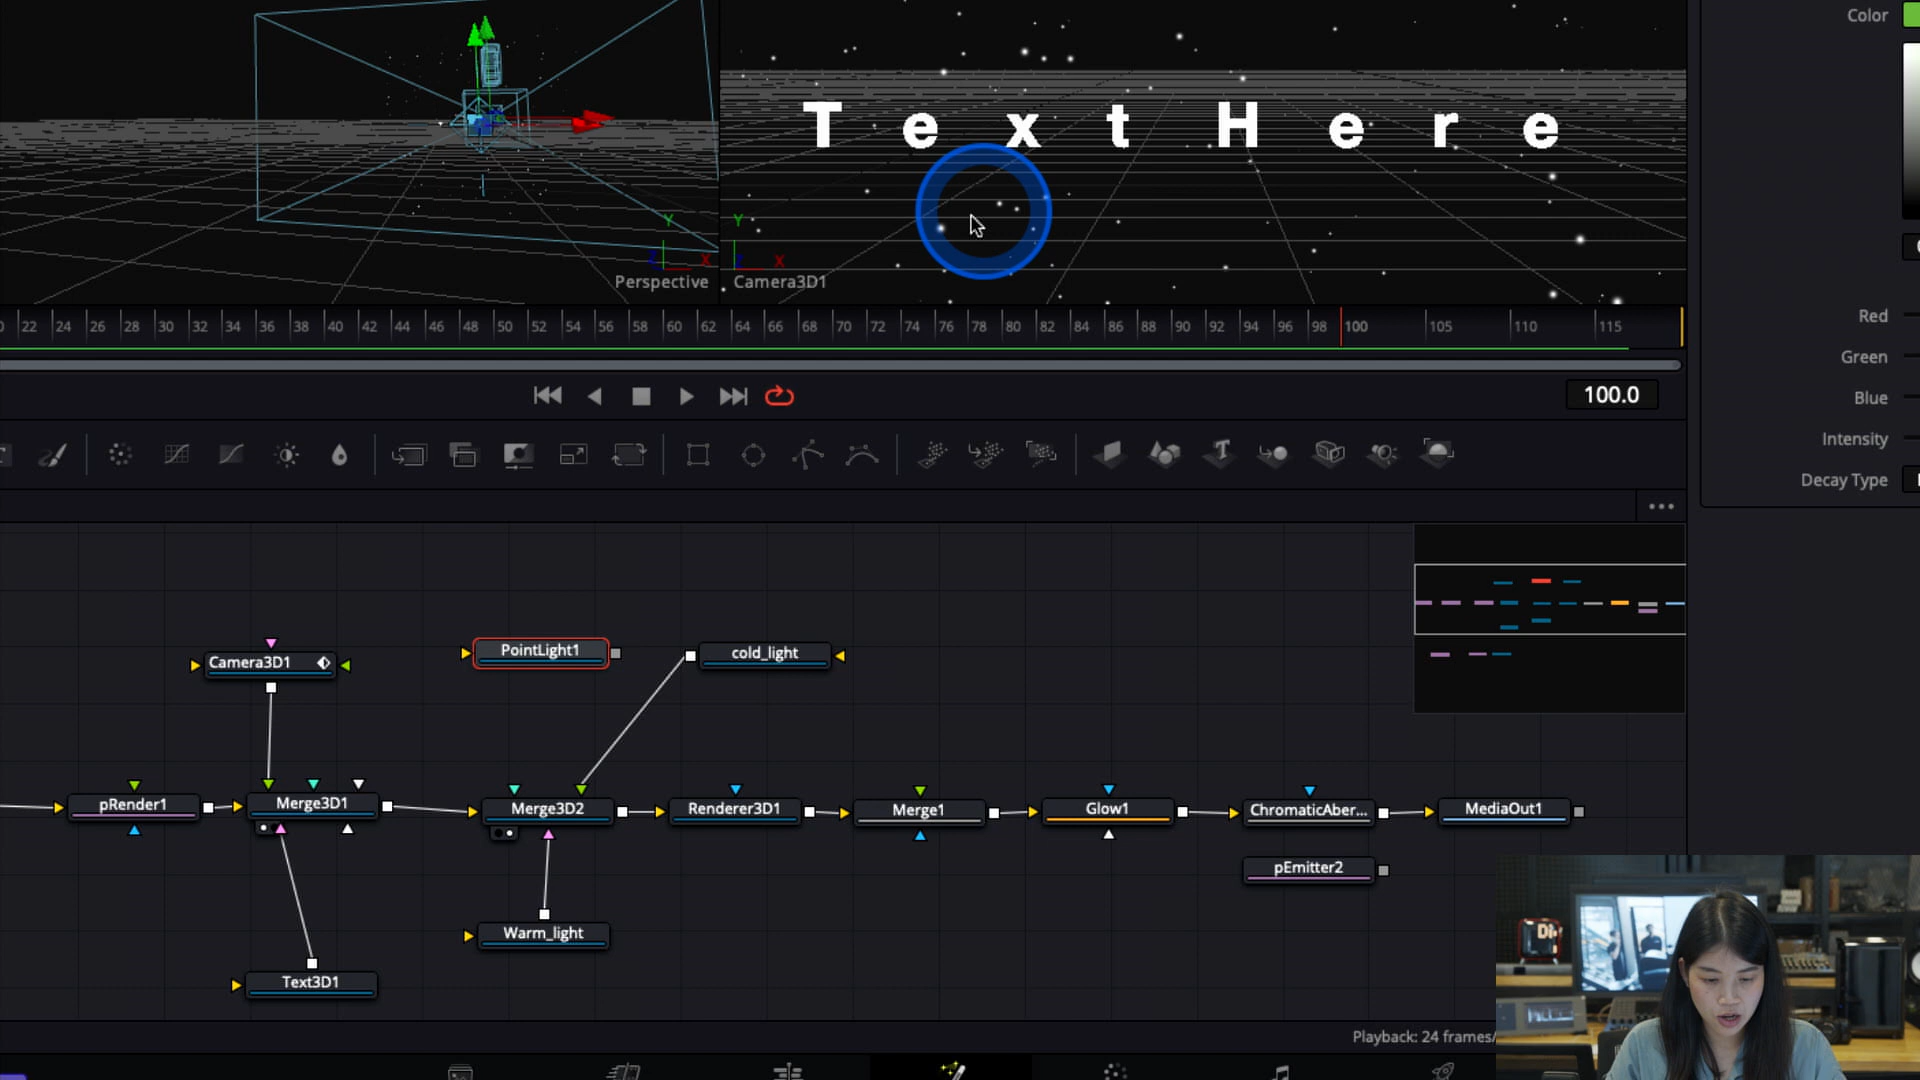 Color
T e x t H e r e
Y
Y
X
X
Perspective
Camera3D1
22 24 26 28 30 32 34 36 38 40 42 44 46 48 50 52 54 56 58 60 62 64 66 68 70 72 74 76 78 80 82 84 86 88 90 92 94 96 98 100 105 110 115
Red
100.0
Green
Blue
Intensity
Decay Type
Camera3D1
PointLight1
cold_light
pRender1
Merge3D1
Merge3D2
Renderer3D1
Merge1
Glow1
ChromaticAber...
MediaOut1
pEmitter2
Warm_light
Text3D1
Playback: 24 frames/